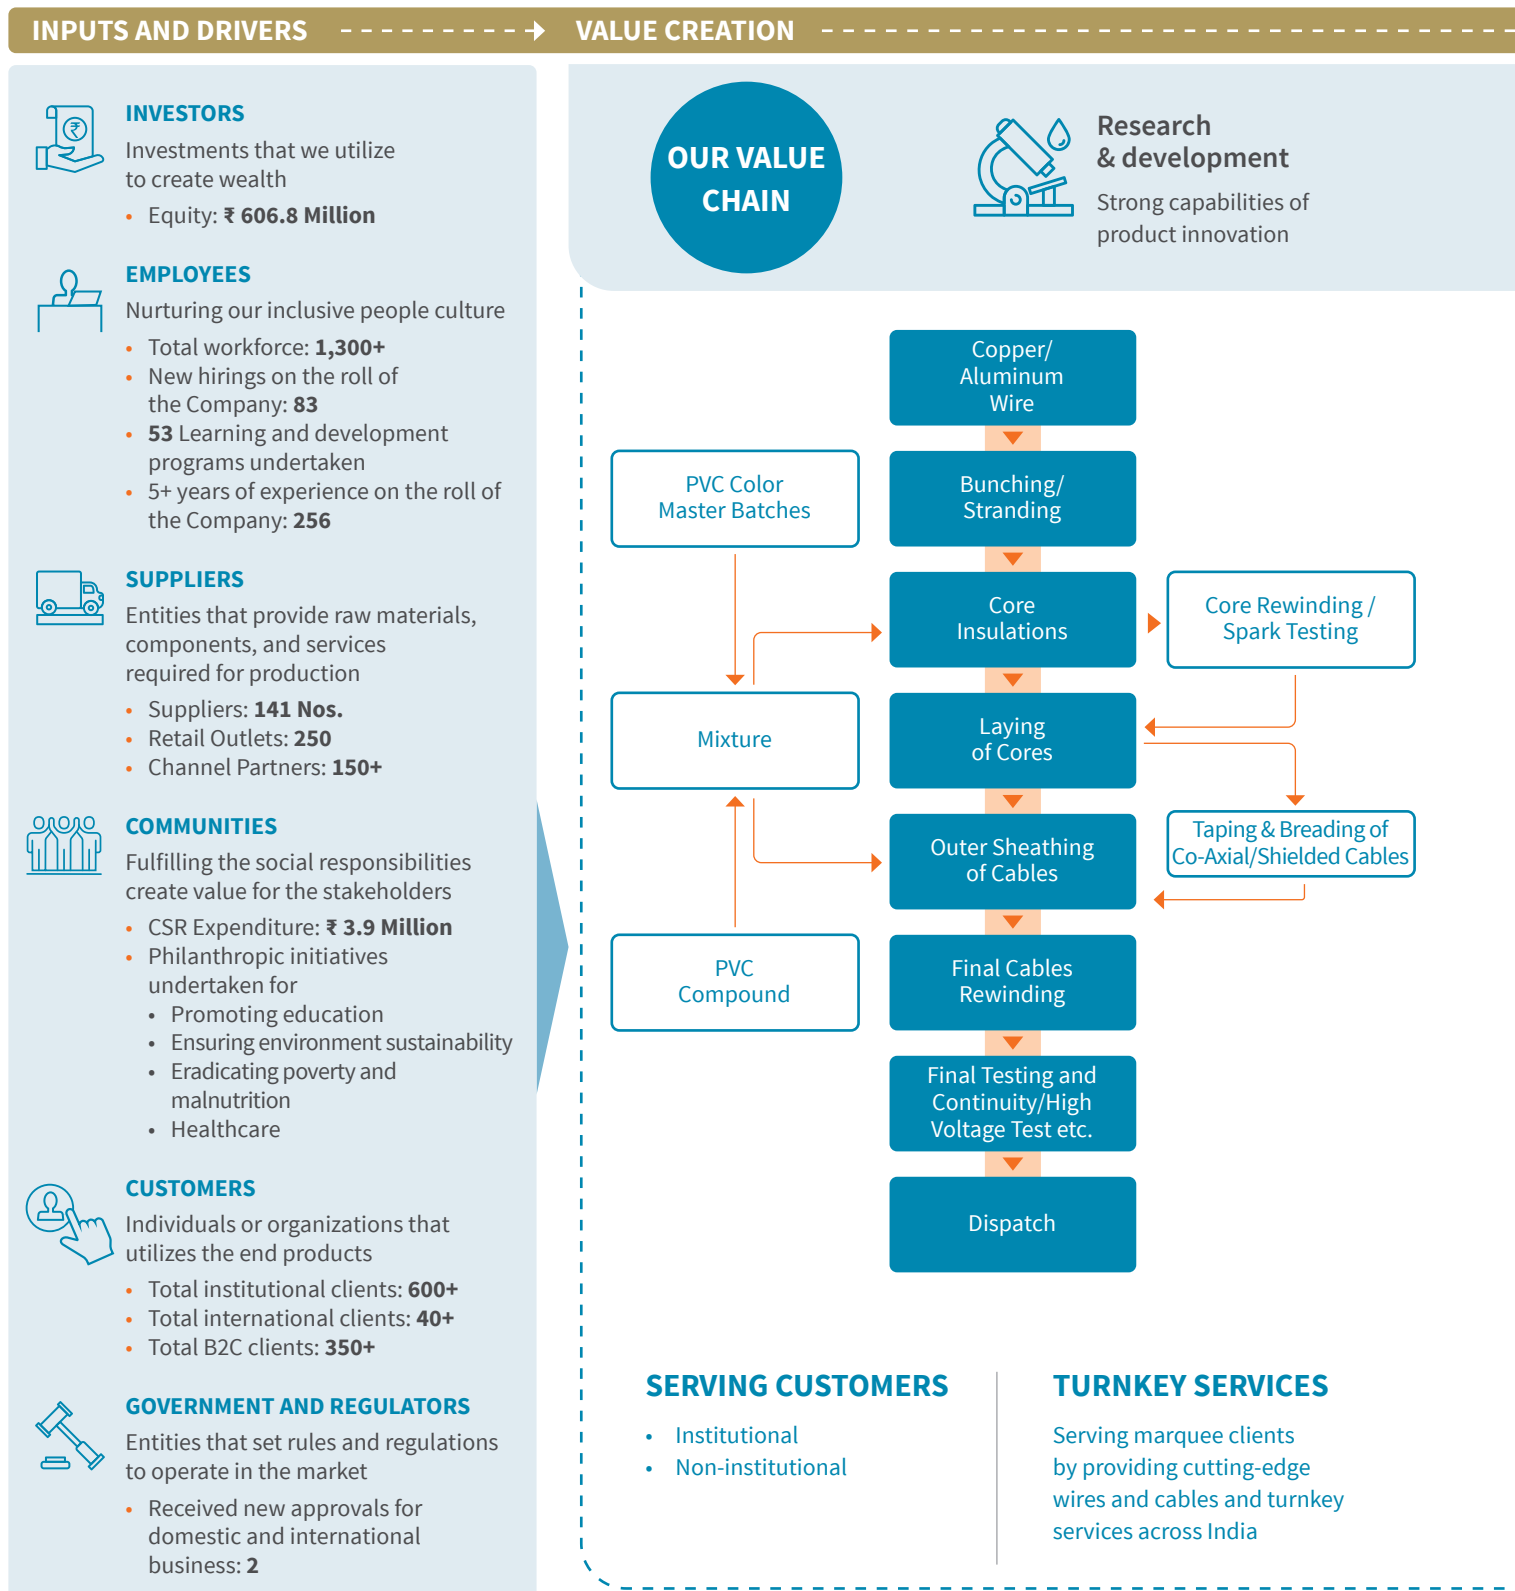 INPUTS AND DRIVERS
VALUE CREATION
INVESTORS
Investments that we utilize
to create wealth
• Equity: ₹ 606.8 Million
EMPLOYEES
Nurturing our inclusive people culture
• Total workforce: 1,300+
• New hirings on the roll of
the Company: 83
• 53 Learning and development
programs undertaken
• 5+ years of experience on the roll of
the Company: 256
SUPPLIERS
Entities that provide raw materials,
components, and services
required for production
• Suppliers: 141 Nos.
• Retail Outlets: 250
• Channel Partners: 150+
COMMUNITIES
Fulfilling the social responsibilities
create value for the stakeholders
• CSR Expenditure: ₹ 3.9 Million
• Philanthropic initiatives
undertaken for
• Promoting education
• Ensuring environment sustainability
• Eradicating poverty and
malnutrition
• Healthcare
CUSTOMERS
Individuals or organizations that
utilizes the end products
• Total institutional clients: 600+
• Total international clients: 40+
• Total B2C clients: 350+
GOVERNMENT AND REGULATORS
Entities that set rules and regulations
to operate in the market
• Received new approvals for
domestic and international
business: 2
OUR VALUE
CHAIN
Research
& development
Strong capabilities of
product innovation
Copper/
Aluminum
Wire
PVC Color
Master Batches
Bunching/
Stranding
Core
Insulations
Core Rewinding /
Spark Testing
Mixture
Laying
of Cores
Outer Sheathing
of Cables
Taping & Breading of
Co-Axial/Shielded Cables
PVC
Compound
Final Cables
Rewinding
Final Testing and
Continuity/High
Voltage Test etc.
Dispatch
SERVING CUSTOMERS
• Institutional
• Non-institutional
TURNKEY SERVICES
Serving marquee clients
by providing cutting-edge
wires and cables and turnkey
services across India